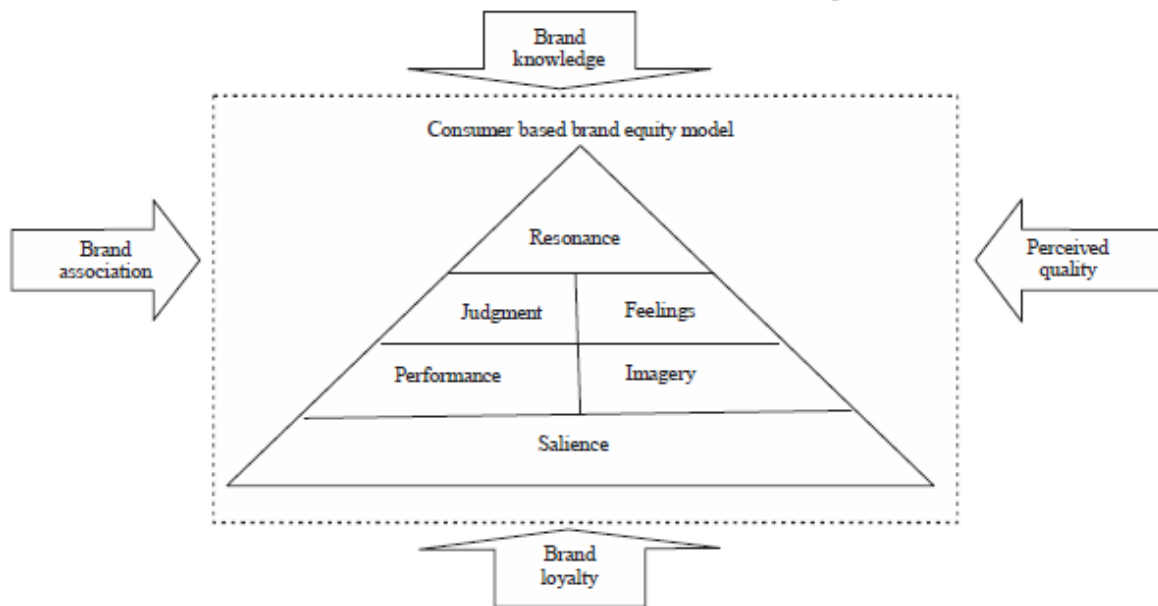 Brand
knowledge
Consumer based brand equity model
Resonance
Brand
association
Perceived
quality
Judgment
Feelings
Performance
Imagery
Salience
Brand
loyalty